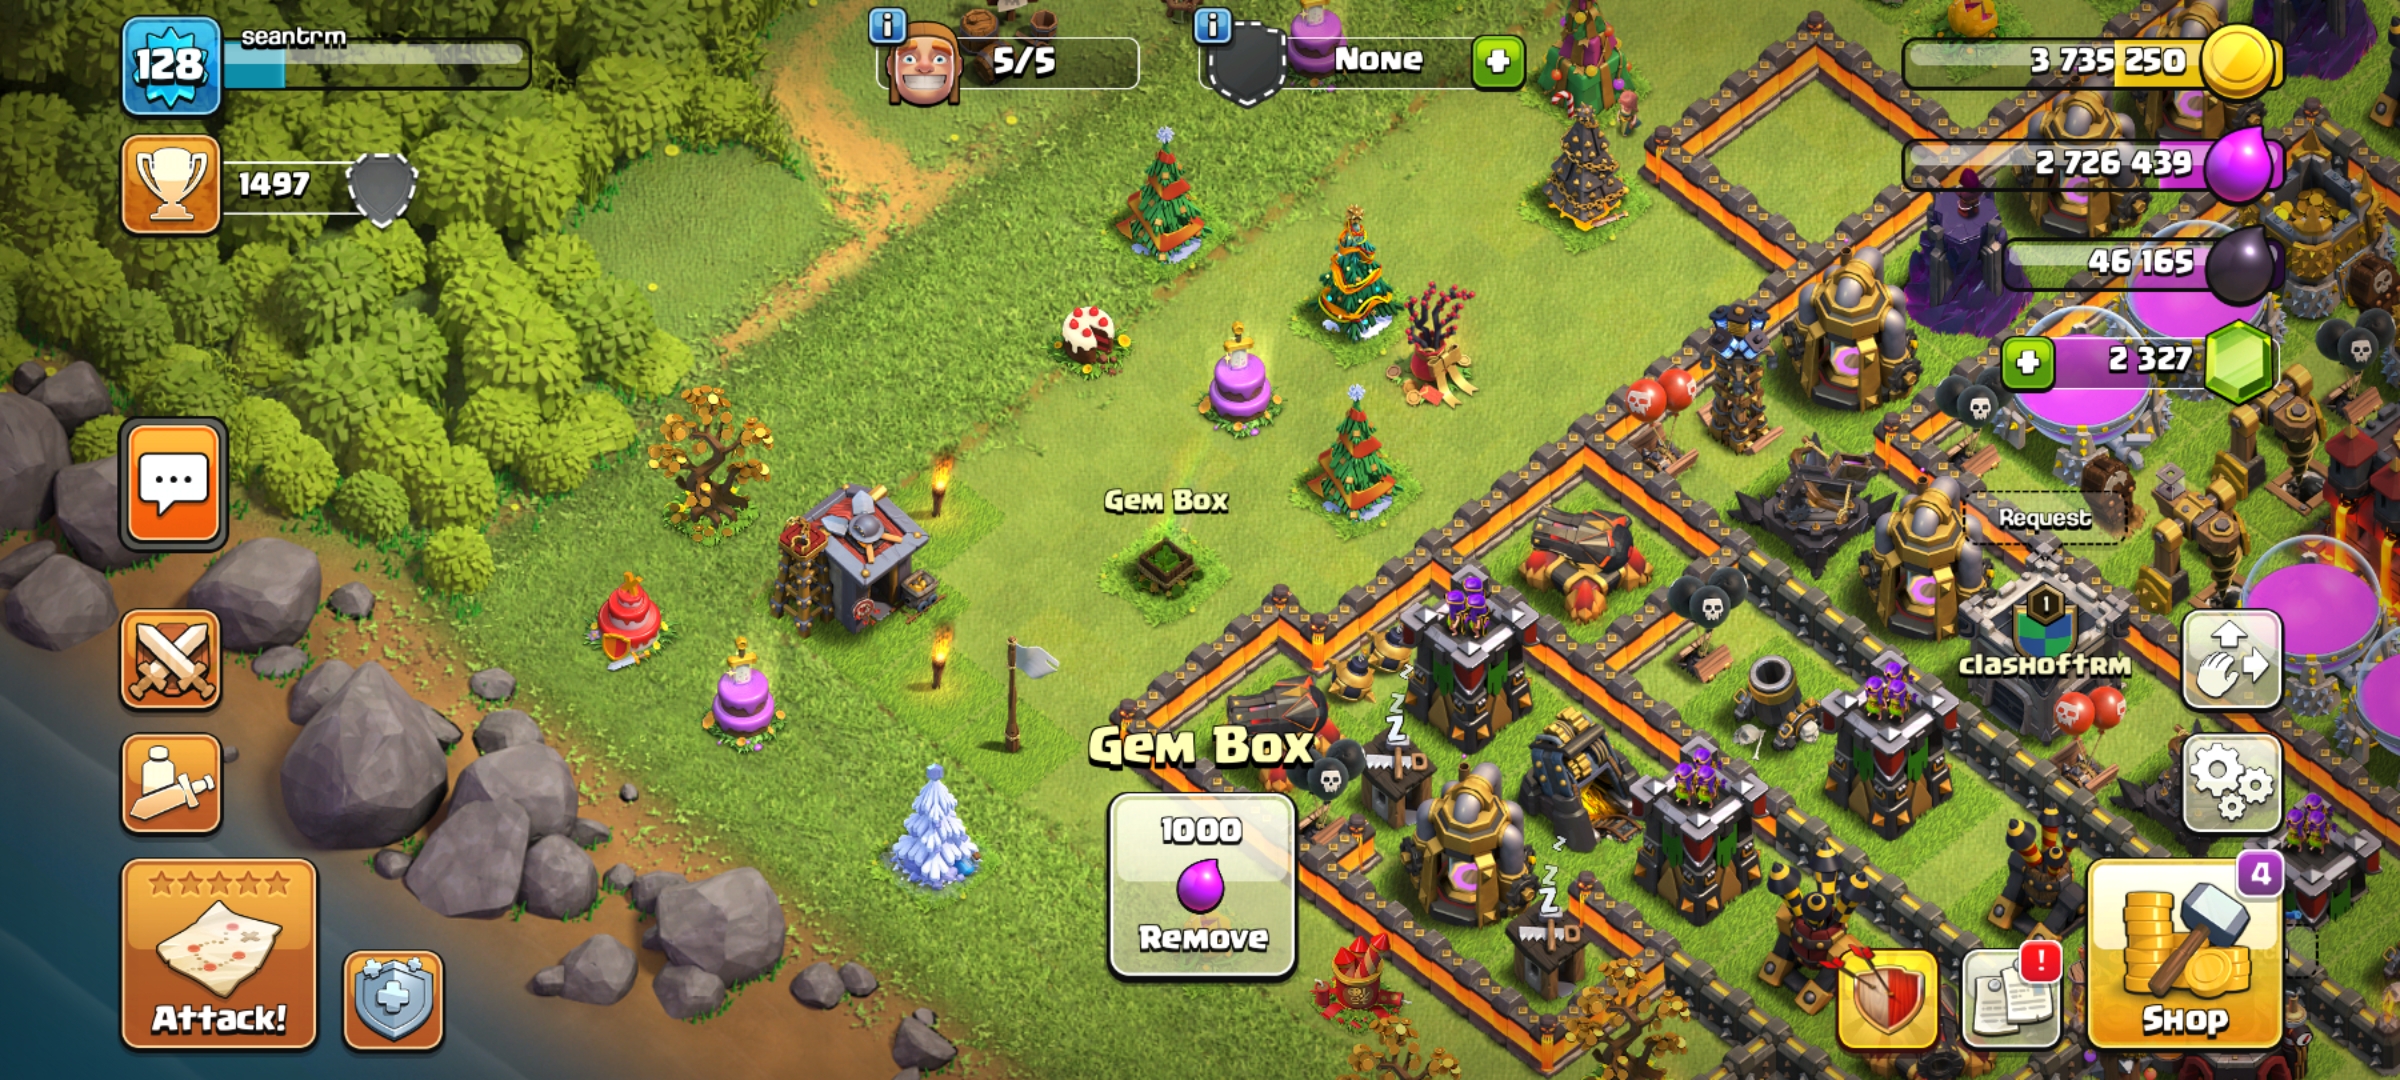 128
seantrm
5/5
None
3 735 250
1497
2 726 439
46 165
2 327
Gem Box
Request
1
clashoftrm
z
z
Z
Gem Box
1000
Remove
z
z
Z
4
!
Attack!
Shop